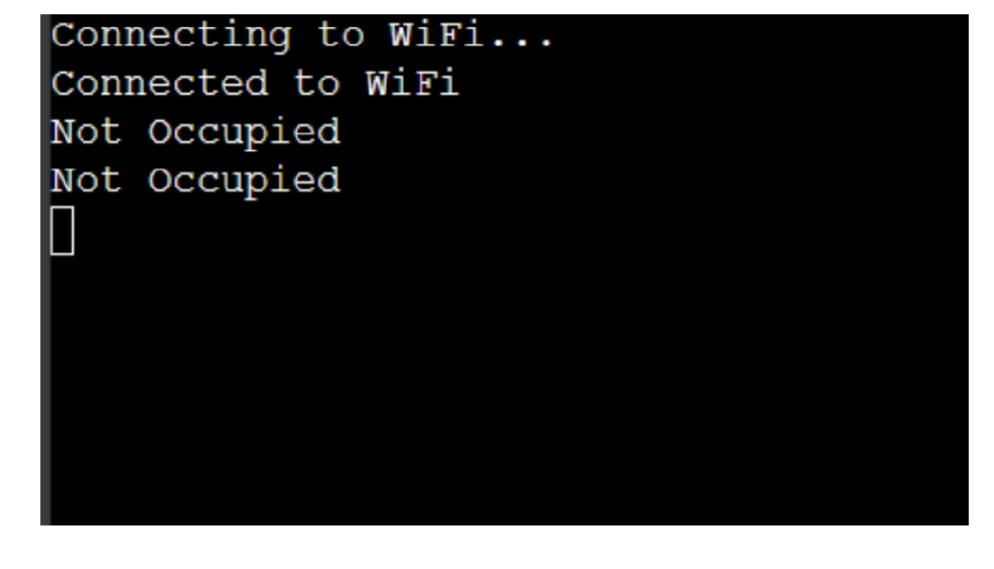 Connecting to WiFi...
Connected to WiFi
Not Occupied
Not Occupied